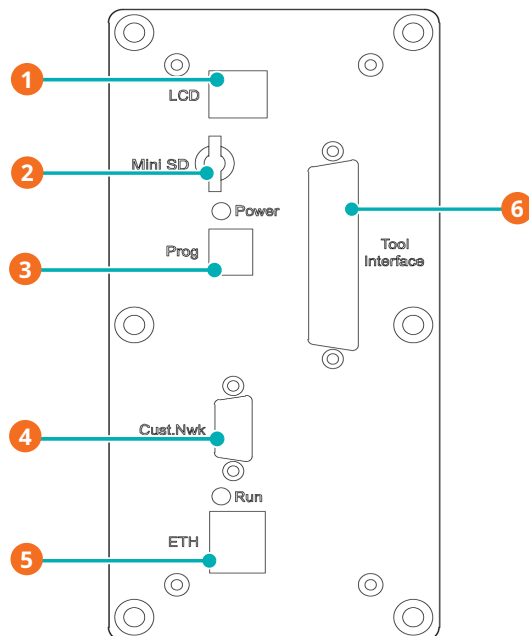 1
LCD
Mini SD
2
Power
6
Prog
Tool
Interface
3
Cust.Nwk
4
Run
ETH
5